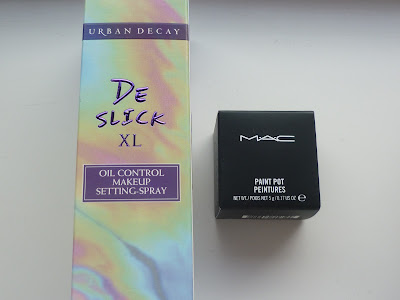 URBAN DECAY
DE
SLICK
XL
OIL CONTROL
MAKEUP
SETTING-SPRAY
MAC
PAINT POT
PEINTURES
NET WT./POIDS NET 5 g/0.17 US OZ e